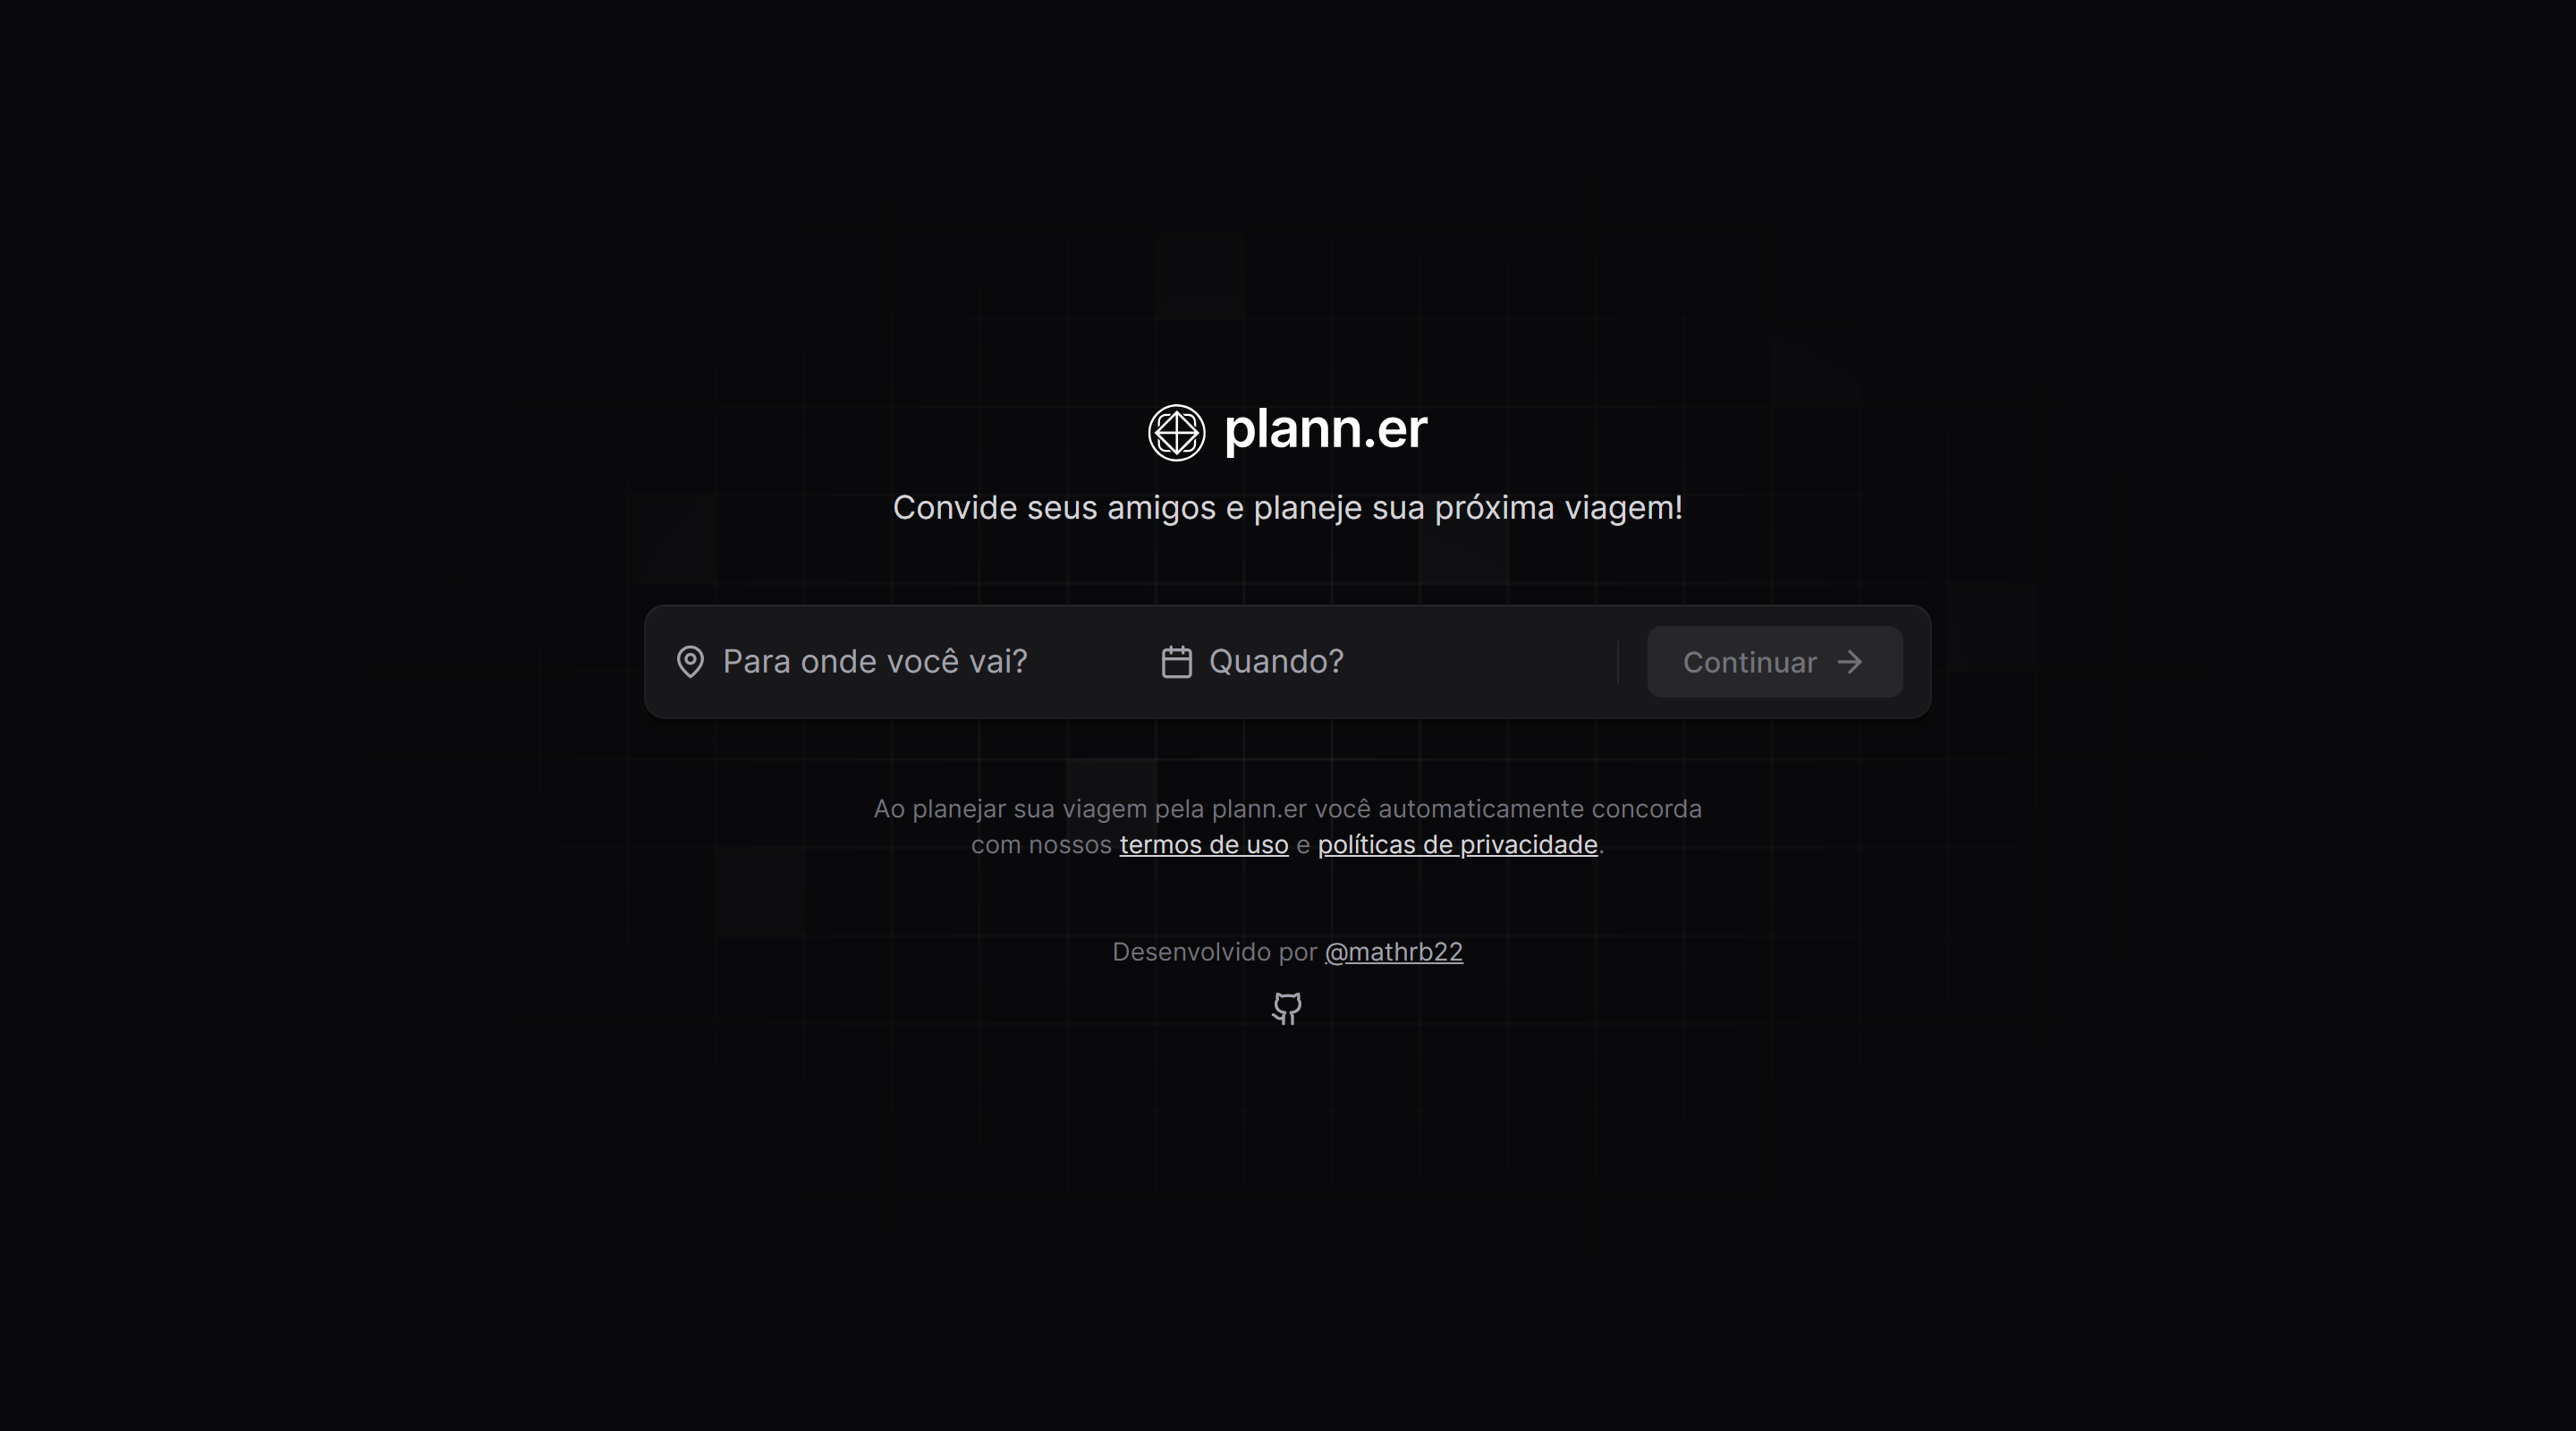 plann.er
Convide seus amigos e planeje sua próxima viagem!
Para onde você vai? Quando? Continuar
Ao planejar sua viagem pela plann.er você automaticamente concorda
com nossos termos de uso e políticas de privacidade.
Desenvolvido por @mathrb22